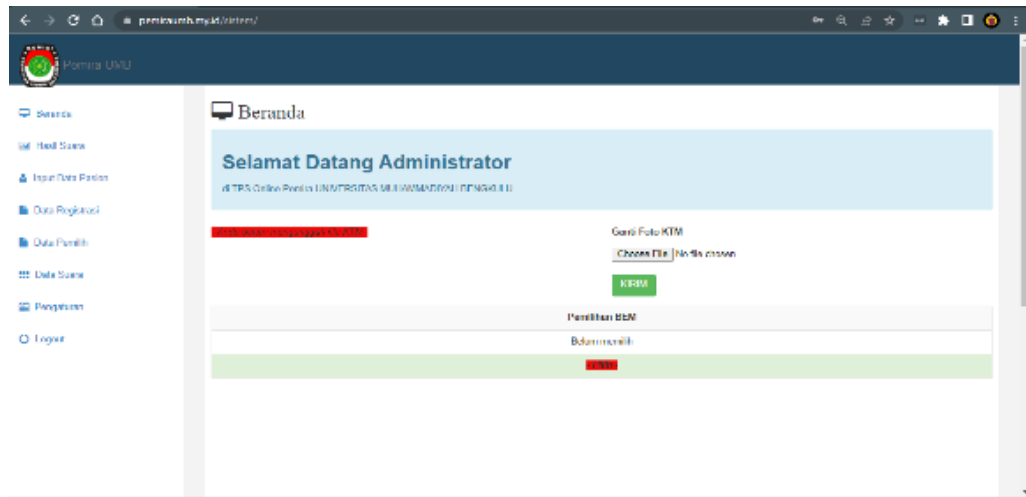 pemiraumb.my.id/sistem/
Pemira UMB
Beranda
Hasil Suara
Input Data Paslon
Data Registrasi
Data Pemilih
Data Suara
Pengaturan
Logout
Beranda
Selamat Datang Administrator
di TPS Online Pemira UNIVERSITAS MUHAMMADIYAH BENGKULU
Ganti Foto KTM
Choose File No file chosen
KIRIM
Pemilihan BEM
Belum memilih